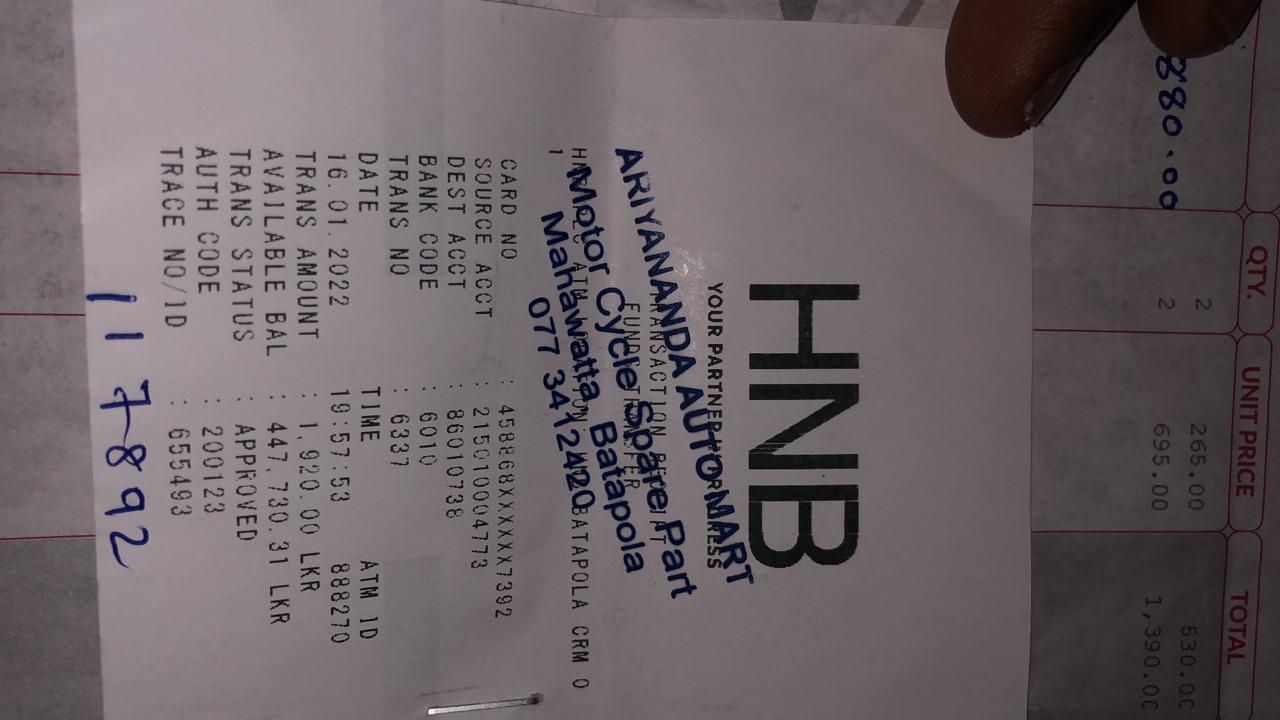 HNB
YOUR PARTNER
ARIYANANDA AUTO MART
Motor Cycle Spare Part
Mahawatta, Batapola
077 3412420
BATAPOLA CRM 0
1
CARD NO : 458868XXXXXX7392
SOURCE ACCT : 215010004773
DEST ACCT : 86010738
BANK CODE : 6010
TRANS NO : 6337
DATE TIME ATM ID
16.01.2022 19:57:53 888270
TRANS AMOUNT : 1,920.00 LKR
AVAILABLE BAL : 447,730.31 LKR
TRANS STATUS : APPROVED
AUTH CODE : 200123
TRACE NO/ID : 655493
117892
QTY. UNIT PRICE TOTAL
2 265.00 530.00
2 695.00 1,390.00
880.00